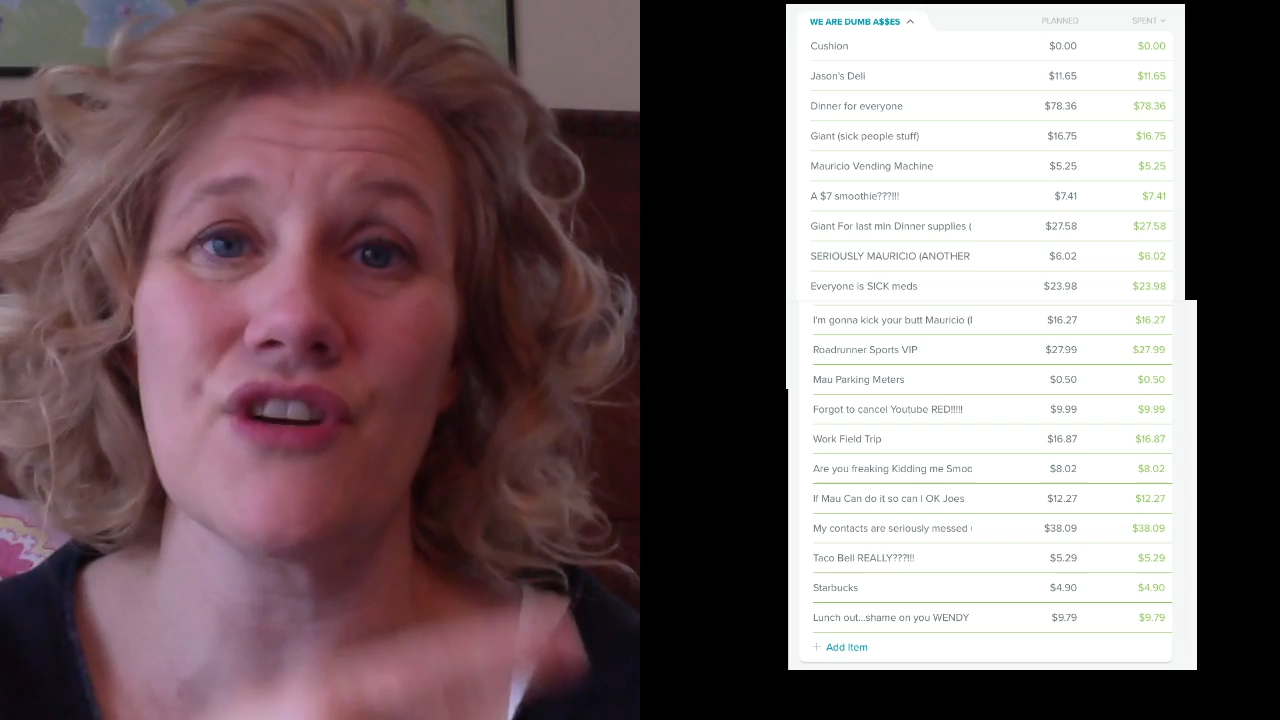 WE ARE DUMB A$$ES PLANNED SPENT
Cushion $0.00 $0.00
Jason's Deli $11.65 $11.65
Dinner for everyone $78.36 $78.36
Giant (sick people stuff) $16.75 $16.75
Mauricio Vending Machine $5.25 $5.25
A $7 smoothie???!!! $7.41 $7.41
Giant For last min Dinner supplies ( $27.58 $27.58
SERIOUSLY MAURICIO (ANOTHER $6.02 $6.02
Everyone is SICK meds $23.98 $23.98
I'm gonna kick your butt Mauricio ( $16.27 $16.27
Roadrunner Sports VIP $27.99 $27.99
Mau Parking Meters $0.50 $0.50
Forgot to cancel Youtube RED!!!!! $9.99 $9.99
Work Field Trip $16.87 $16.87
Are you freaking Kidding me Smoo $8.02 $8.02
If Mau Can do it so can I OK Joes $12.27 $12.27
My contacts are seriously messed $38.09 $38.09
Taco Bell REALLY???!!! $5.29 $5.29
Starbucks $4.90 $4.90
Lunch out...shame on you WENDY $9.79 $9.79
+ Add Item